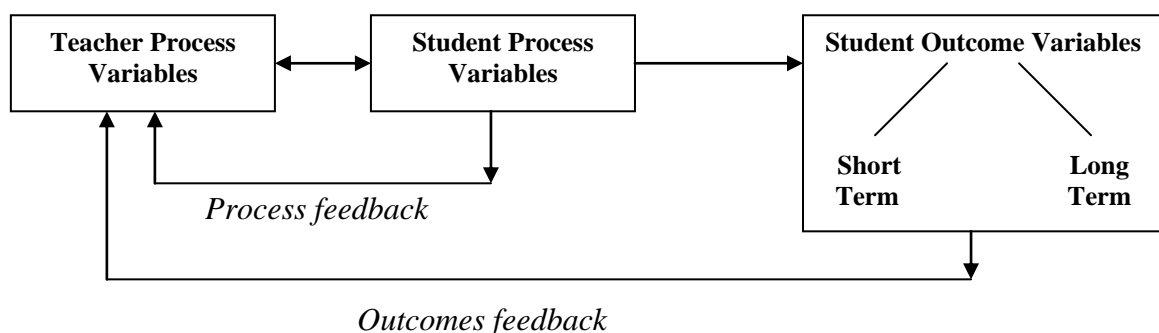 Teacher Process
Variables
Student Process
Variables
Student Outcome Variables
Short
Term
Long
Term
Process feedback
Outcomes feedback